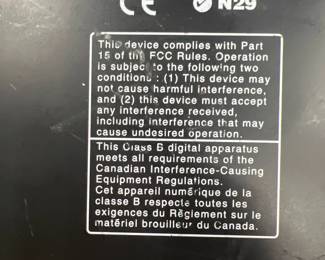 CE N29
This device complies with Part
15 of the FCC Rules. Operation
is subject to the following two
conditions : (1) This device may
not cause harmful interference,
and (2) this device must accept
any interference received,
including interference that may
cause undesired operation.
This Class B digital apparatus
meets all requirements of the
Canadian Interference-Causing
Equipment Regulations.
Cet appareil numérique de la
classe B respecte toutes les
exigences du Règlement sur le
matériel brouilleur du Canada.